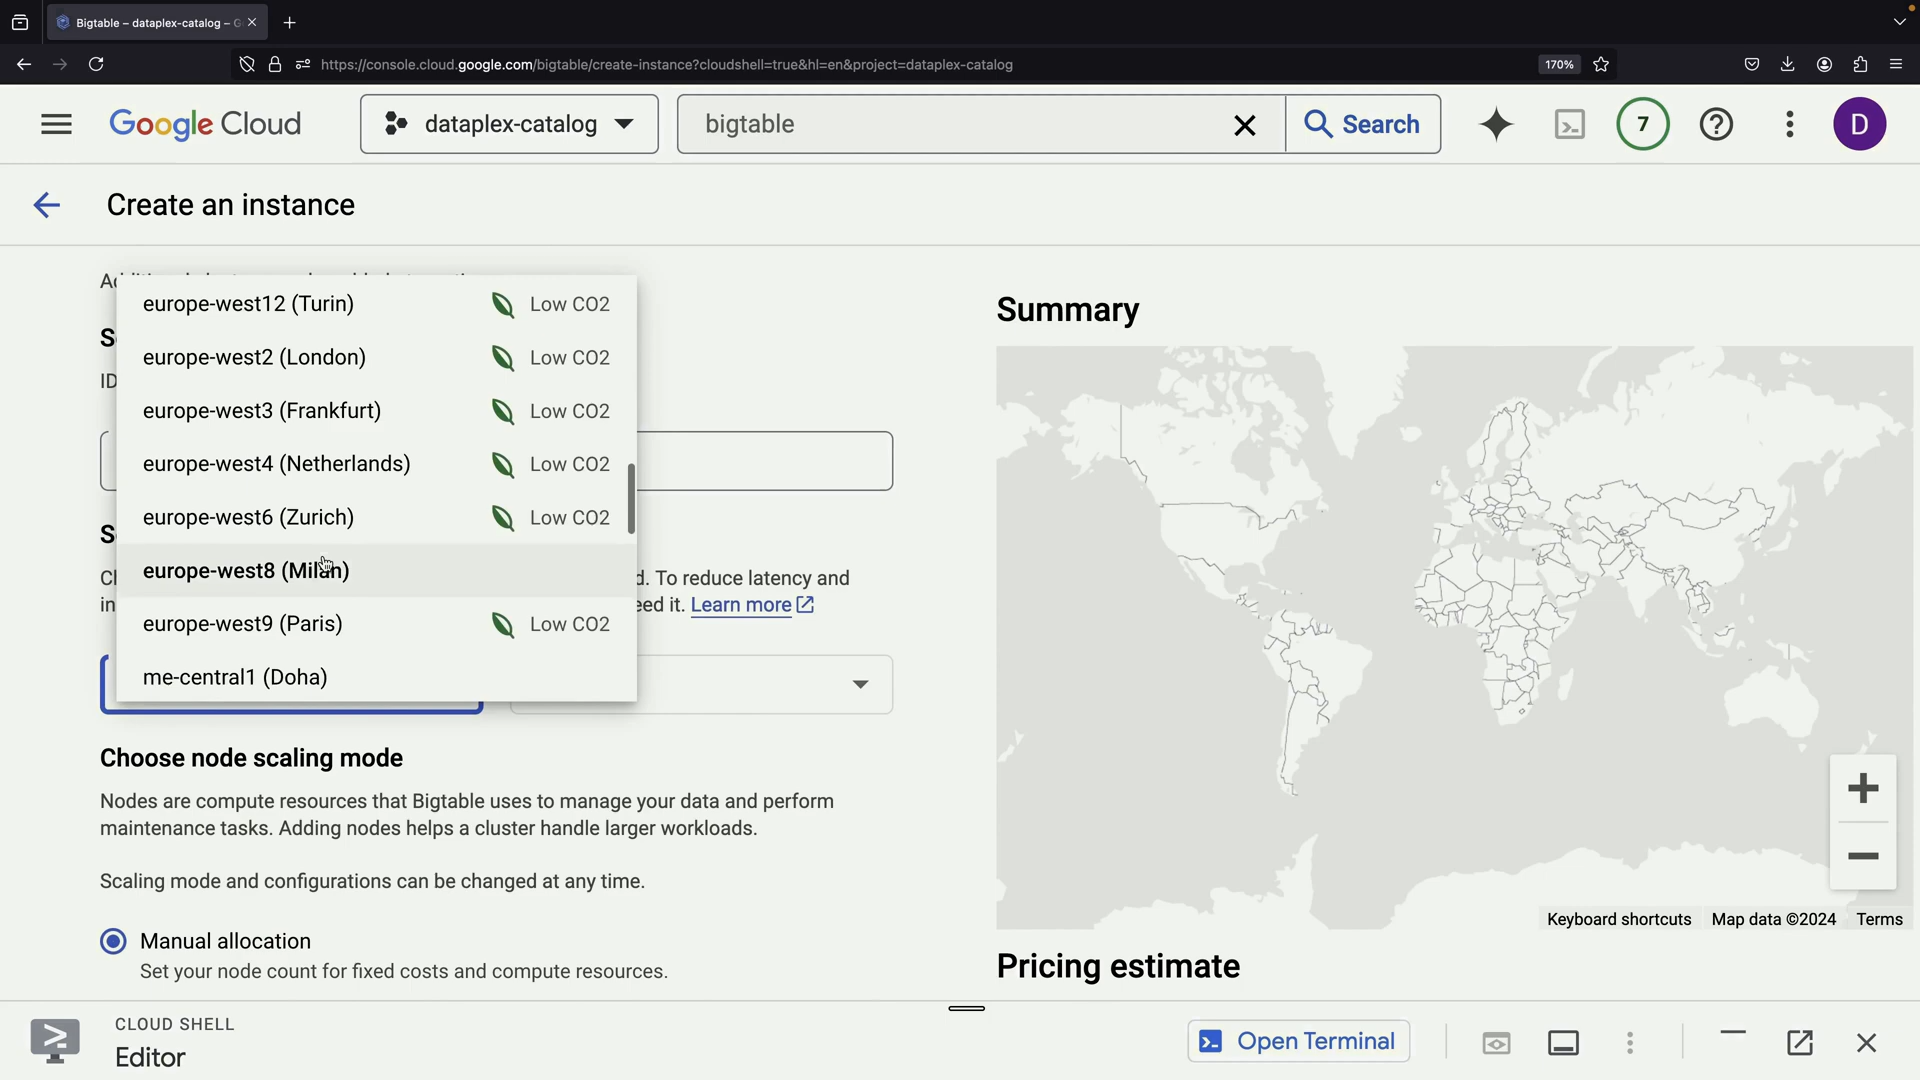 Bigtable – dataplex-catalog – G
https://console.cloud.google.com/bigtable/create-instance?cloudshell=true&hl=en&project=dataplex-catalog
170%
Google Cloud
dataplex-catalog
bigtable
Search
7
D
Create an instance
europe-west12 (Turin) Low CO2
europe-west2 (London) Low CO2
europe-west3 (Frankfurt) Low CO2
europe-west4 (Netherlands) Low CO2
europe-west6 (Zurich) Low CO2
europe-west8 (Milan)
europe-west9 (Paris) Low CO2
me-central1 (Doha)
ID
d. To reduce latency and
eed it. Learn more
Choose node scaling mode
Nodes are compute resources that Bigtable uses to manage your data and perform
maintenance tasks. Adding nodes helps a cluster handle larger workloads.
Scaling mode and configurations can be changed at any time.
Manual allocation
Set your node count for fixed costs and compute resources.
Summary
Keyboard shortcuts Map data ©2024 Terms
Pricing estimate
CLOUD SHELL
Editor
Open Terminal